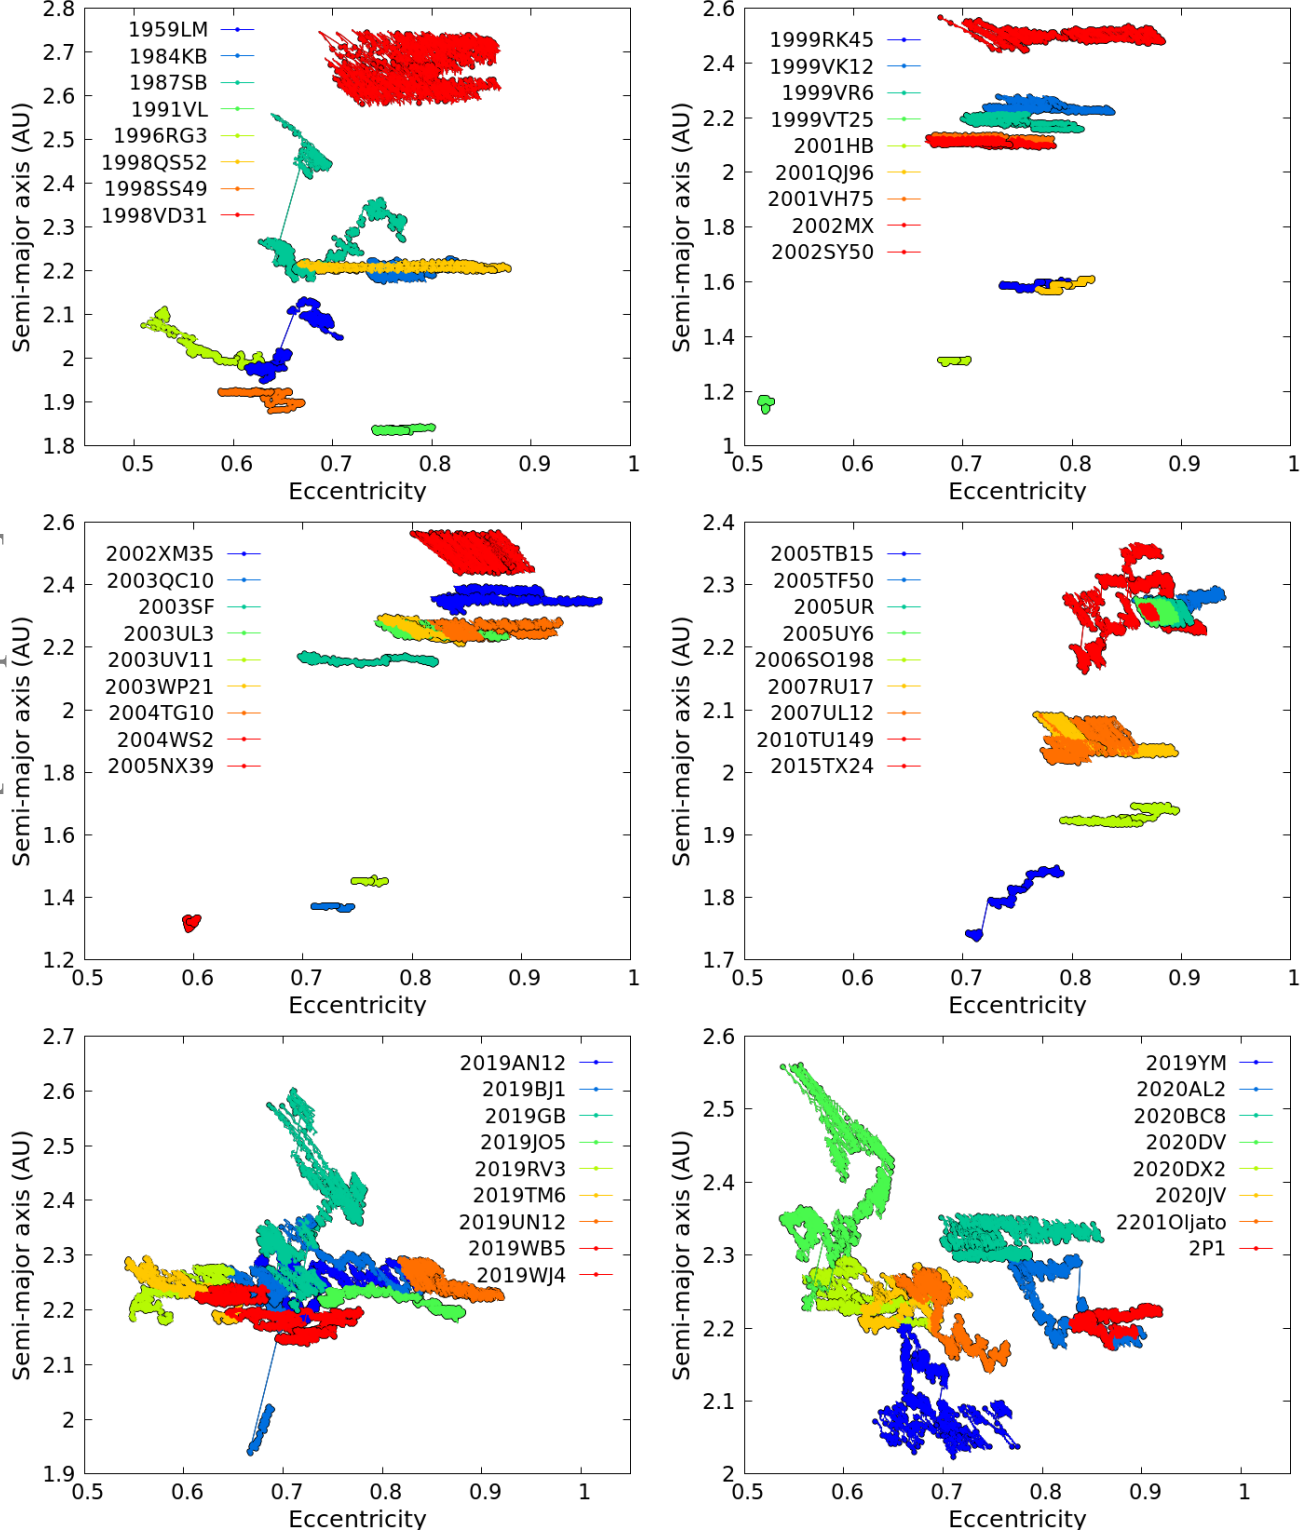 2.8
2.7
2.6
2.5
2.4
2.3
2.2
2.1
2
1.9
1.8
Semi-major axis (AU)
1959LM
1984KB
1987SB
1991VL
1996RG3
1998QS52
1998SS49
1998VD31
0.5 0.6 0.7 0.8 0.9 1
Eccentricity
2.6
2.4
2.2
2
1.8
1.6
1.4
1.2
1
Semi-major axis (AU)
1999RK45
1999VK12
1999VR6
1999VT25
2001HB
2001QJ96
2001VH75
2002MX
2002SY50
0.5 0.6 0.7 0.8 0.9 1
Eccentricity
2.6
2.4
2.2
2
1.8
1.6
1.4
1.2
Semi-major axis (AU)
2002XM35
2003QC10
2003SF
2003UL3
2003UV11
2003WP21
2004TG10
2004WS2
2005NX39
0.5 0.6 0.7 0.8 0.9 1
Eccentricity
2.4
2.3
2.2
2.1
2
1.9
1.8
1.7
Semi-major axis (AU)
2005TB15
2005TF50
2005UR
2005UY6
2006SO198
2007RU17
2007UL12
2010TU149
2015TX24
0.5 0.6 0.7 0.8 0.9 1
Eccentricity
2.7
2.6
2.5
2.4
2.3
2.2
2.1
2
1.9
Semi-major axis (AU)
2019AN12
2019BJ1
2019GB
2019JO5
2019RV3
2019TM6
2019UN12
2019WB5
2019WJ4
0.5 0.6 0.7 0.8 0.9 1
Eccentricity
2.6
2.5
2.4
2.3
2.2
2.1
2
Semi-major axis (AU)
2019YM
2020AL2
2020BC8
2020DV
2020DX2
2020JV
2201Oljato
2P1
0.5 0.6 0.7 0.8 0.9 1
Eccentricity